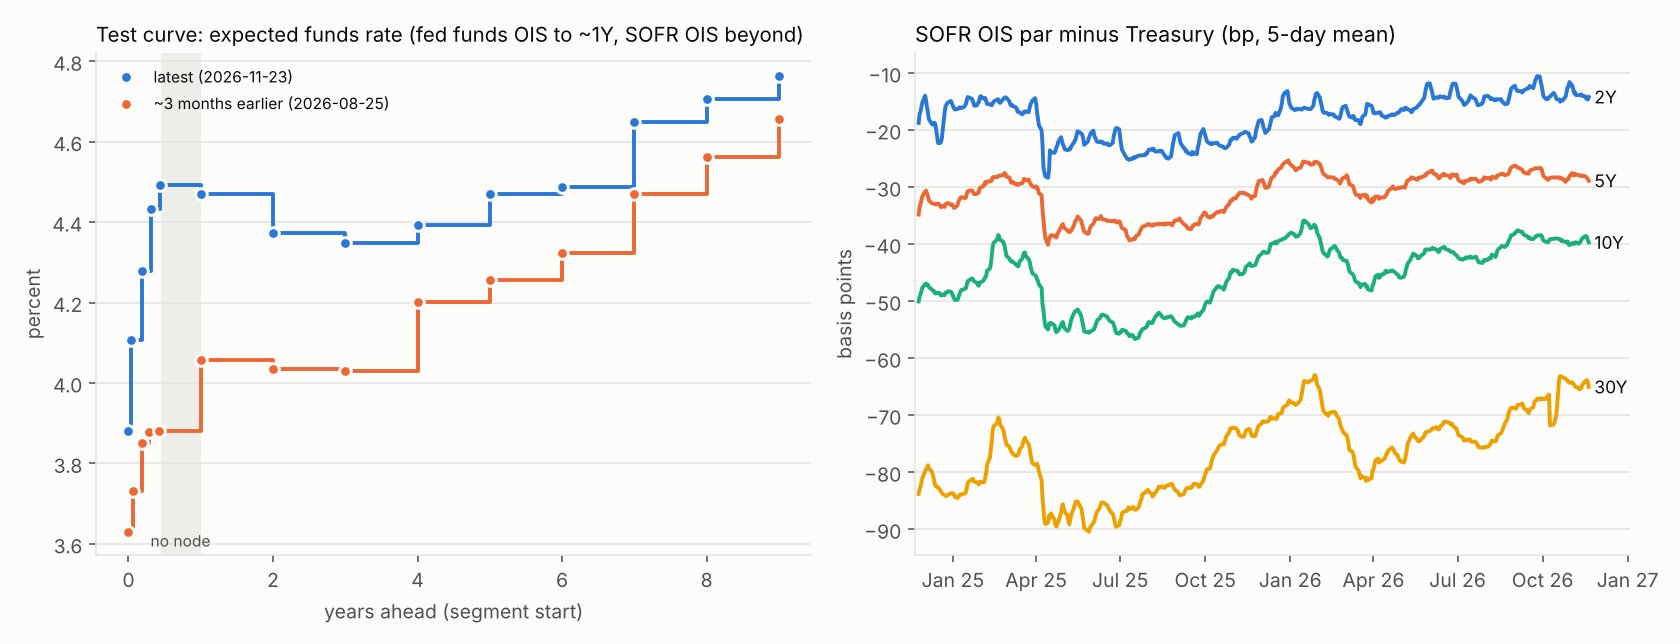 Test curve: expected funds rate (fed funds OIS to ~1Y, SOFR OIS beyond)
latest (2026-11-23)
~3 months earlier (2026-08-25)
4.8
4.6
4.4
4.2
4.0
3.8
3.6
percent
no node
0
2
4
6
8
years ahead (segment start)
SOFR OIS par minus Treasury (bp, 5-day mean)
−10
−20
−30
−40
−50
−60
−70
−80
−90
basis points
2Y
5Y
10Y
30Y
Jan 25
Apr 25
Jul 25
Oct 25
Jan 26
Apr 26
Jul 26
Oct 26
Jan 27